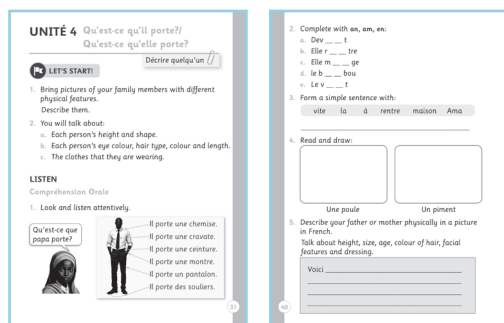 UNITÉ 4 Qu'est-ce qu'il porte?/
Qu'est-ce qu'elle porte?
Décrire quelqu'un
LET'S START!
1. Bring pictures of your family members with different
physical features.
Describe them.
2. You will talk about:
a. Each person's height and shape.
b. Each person's eye colour, hair type, colour and length.
c. The clothes that they are wearing.
LISTEN
Compréhension Orale
1. Look and listen attentively.
Qu'est-ce que
papa porte?
Il porte une chemise.
Il porte une cravate.
Il porte une ceinture.
Il porte une montre.
Il porte un pantalon.
Il porte des souliers.
31
2. Complete with an, am, en:
a. Dev __ __ t
b. Elle r __ __ tre
c. Elle m __ __ ge
d. le b __ __ bou
e. Le v __ __ t
3. Form a simple sentence with:
vite la à rentre maison Ama
4. Read and draw:
Une poule Un piment
5. Describe your father or mother physically in a picture
in French.
Talk about height, size, age, colour of hair, facial
features and dressing.
Voici
40